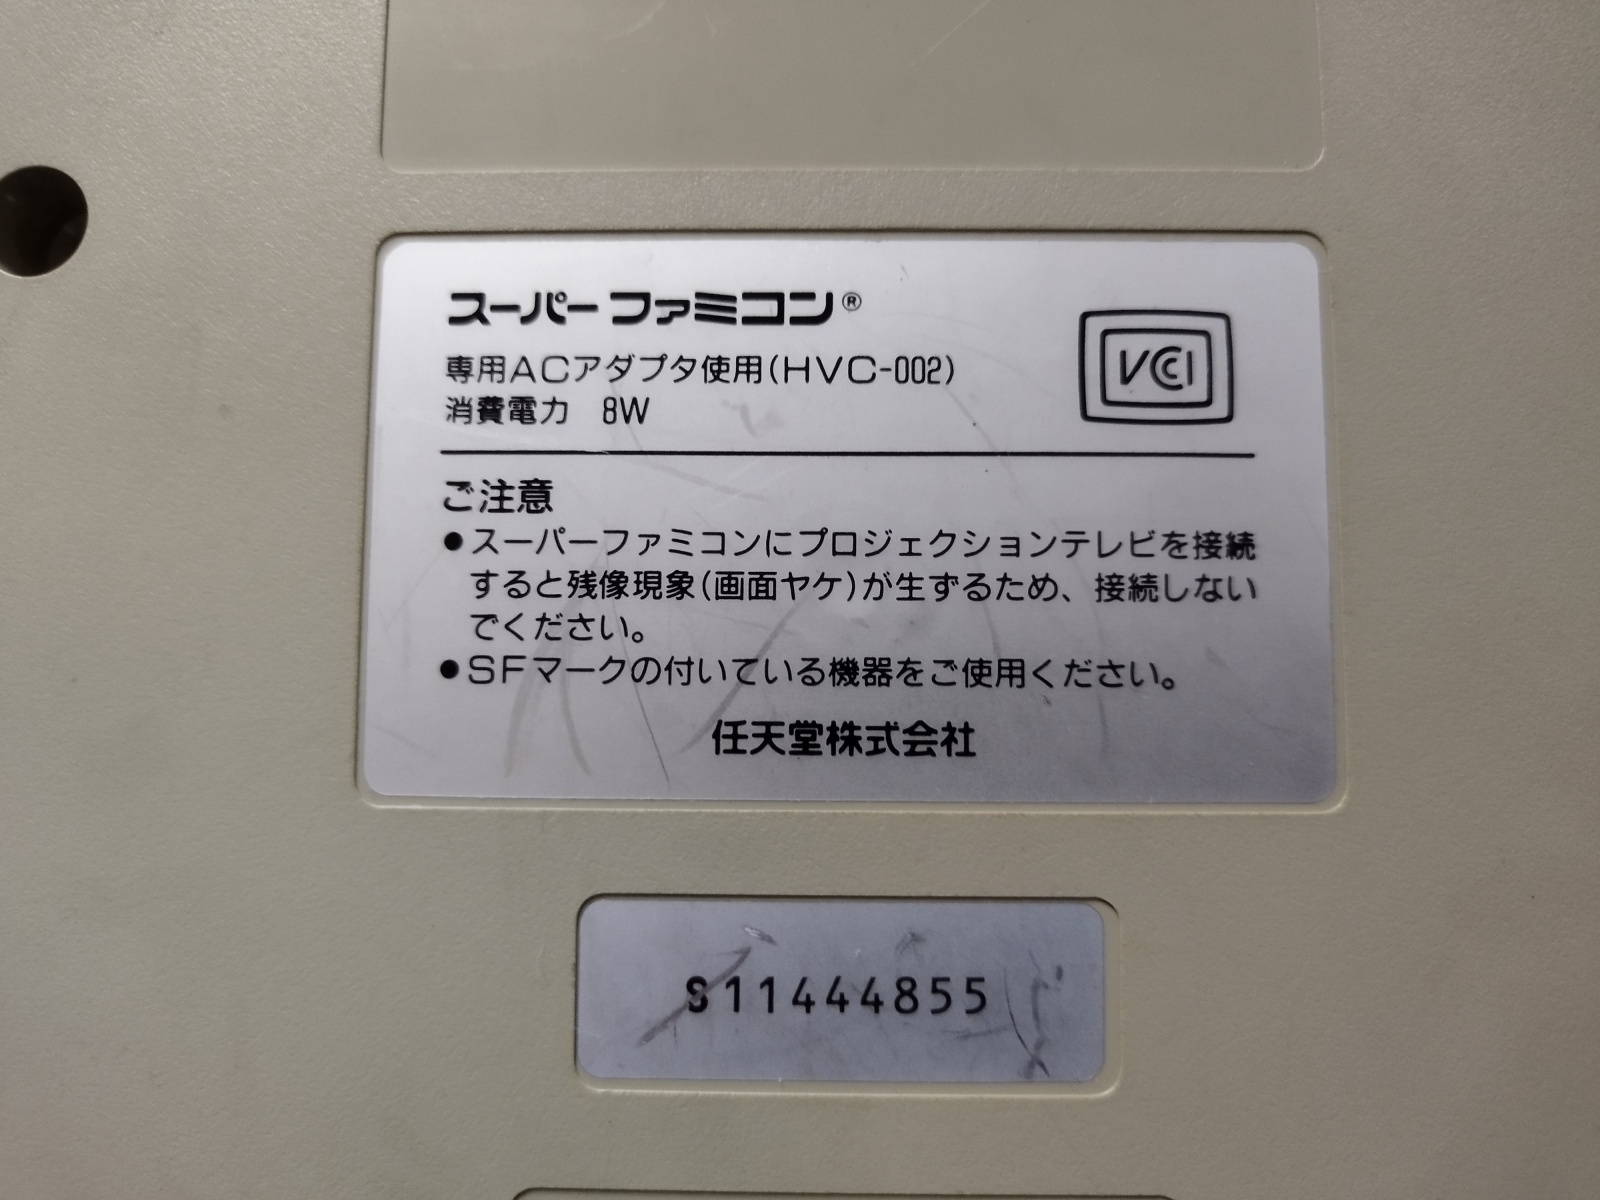 スーパーファミコン®
専用ACアダプタ使用(HVC-002)
消費電力 8W
VCCI
ご注意
●スーパーファミコンにプロジェクションテレビを接続
すると残像現象(画面ヤケ)が生ずるため、接続しない
でください。
●SFマークの付いている機器をご使用ください。
任天堂株式会社
S11444855